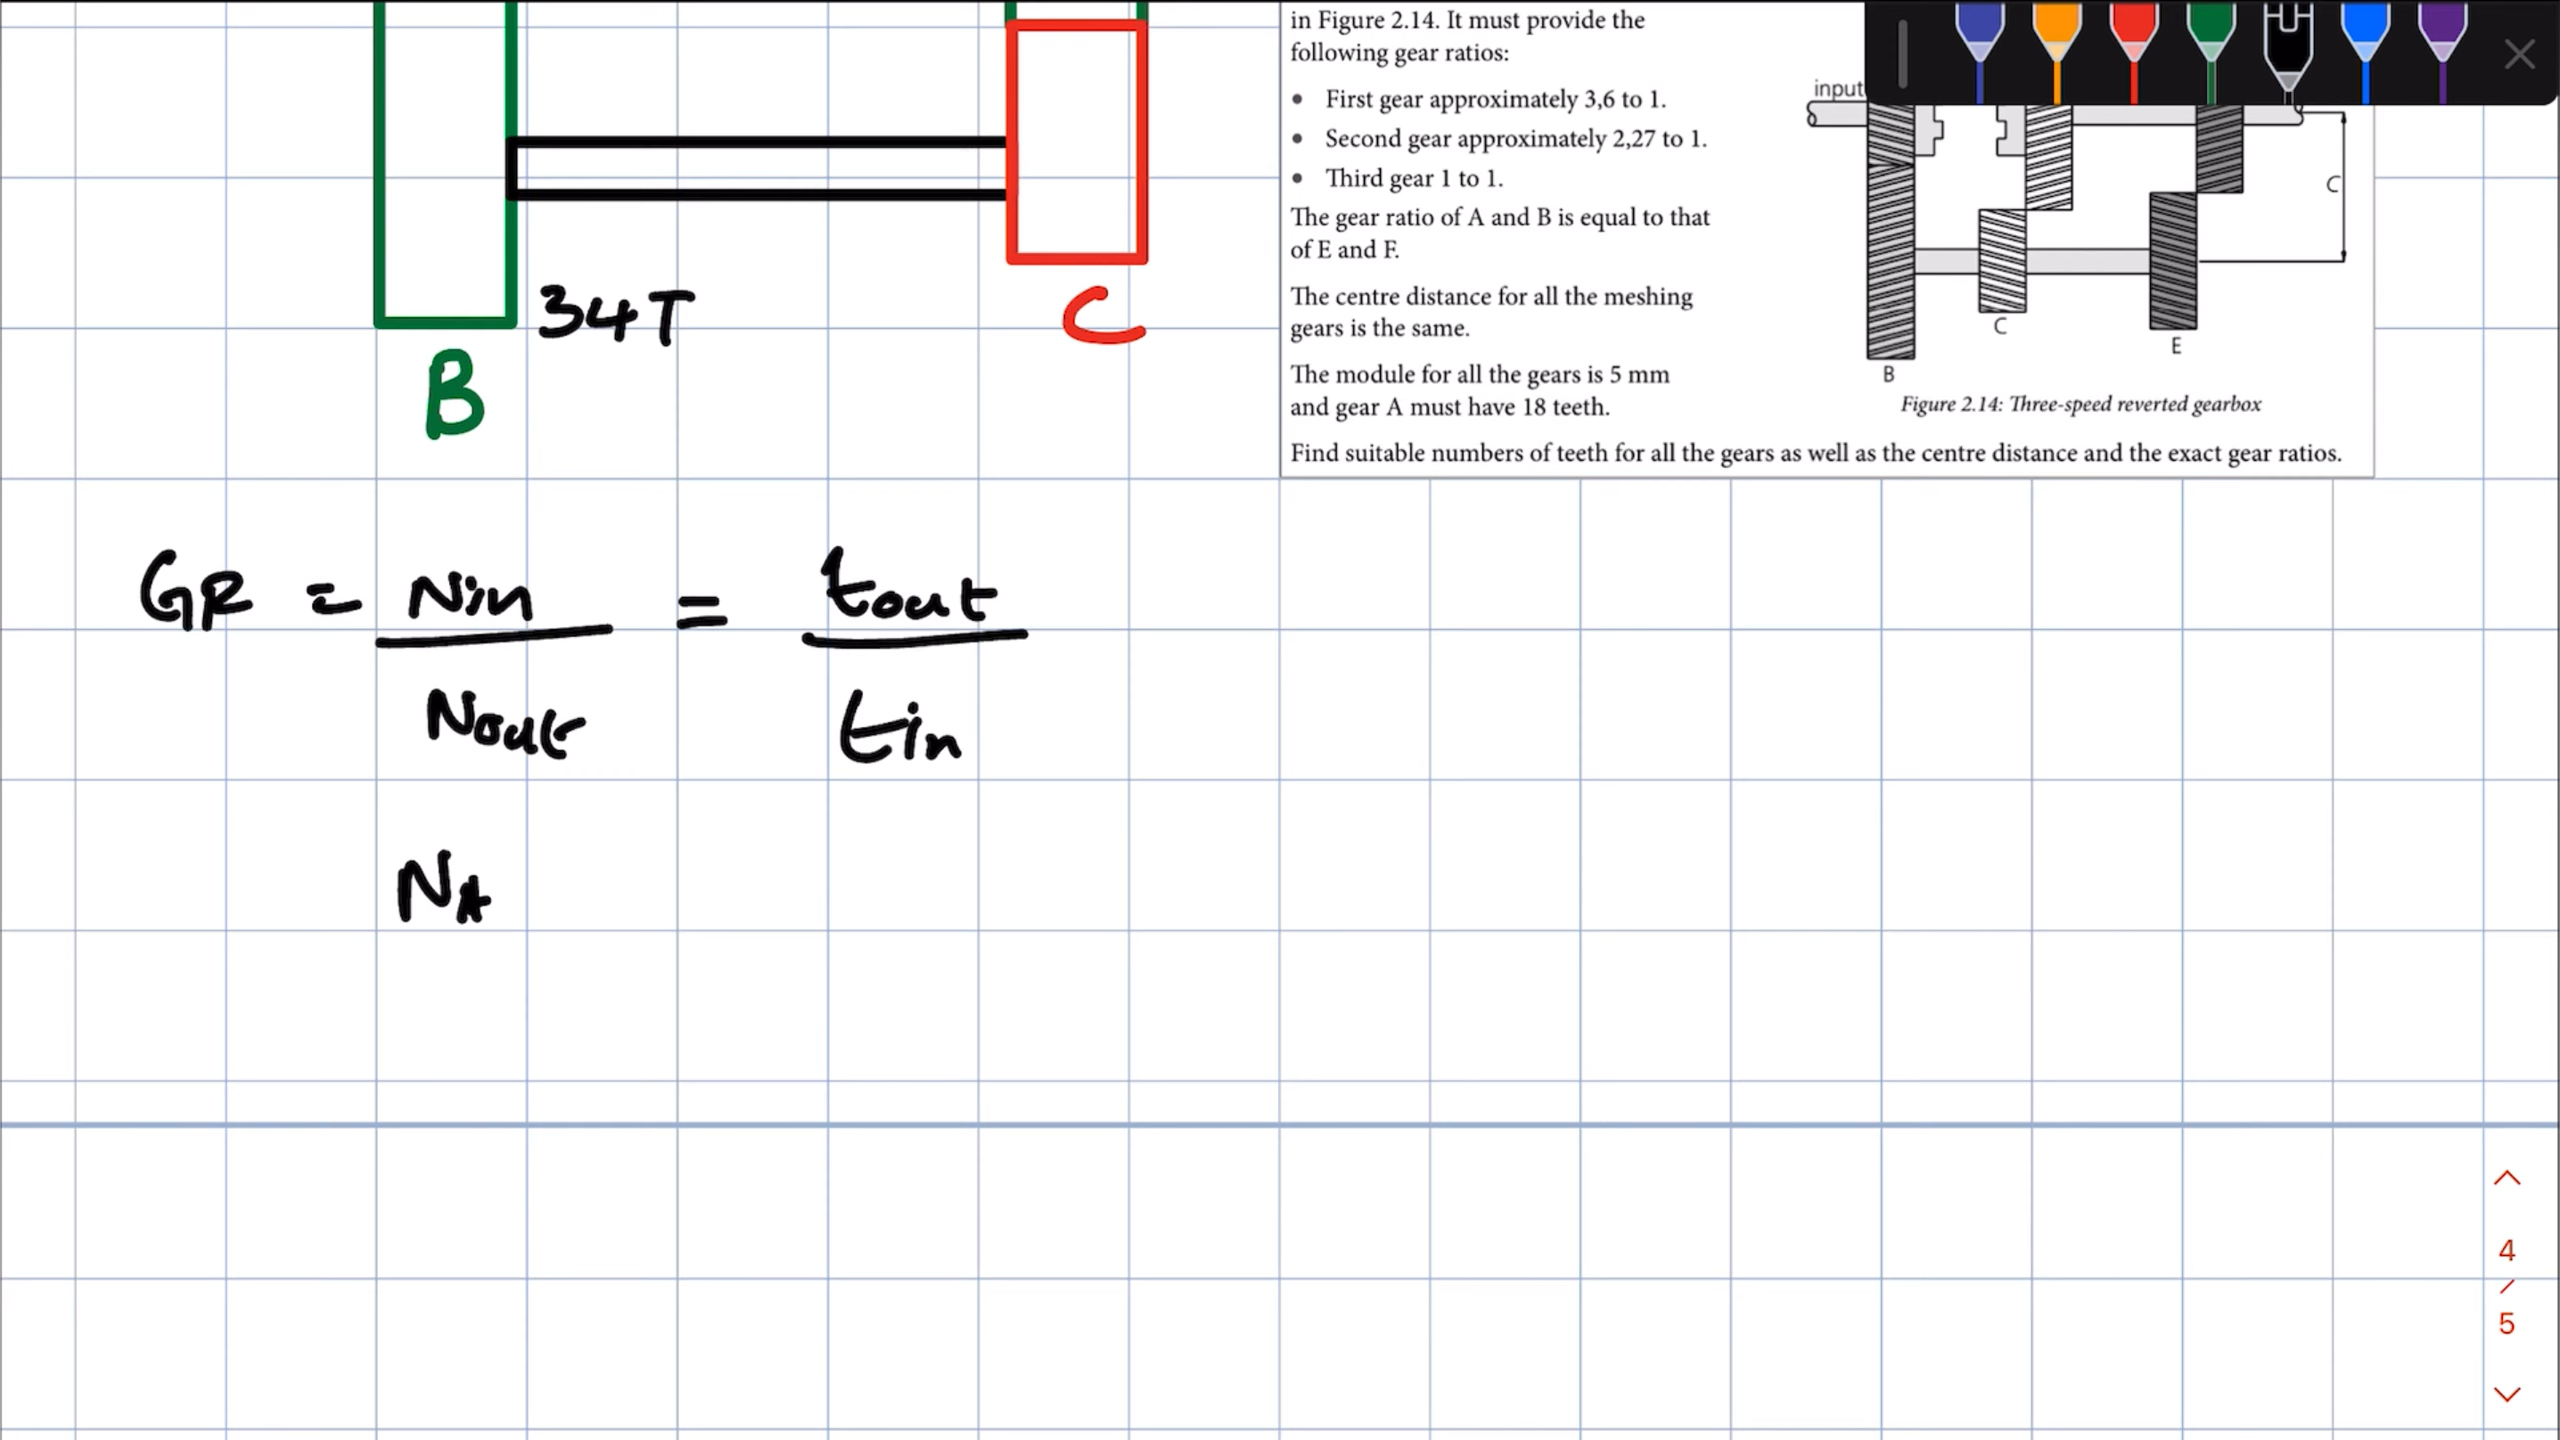 in Figure 2.14. It must provide the
following gear ratios:
• First gear approximately 3,6 to 1.
• Second gear approximately 2,27 to 1.
• Third gear 1 to 1.
The gear ratio of A and B is equal to that
of E and F.
The centre distance for all the meshing
gears is the same.
The module for all the gears is 5 mm
and gear A must have 18 teeth.
input
C
C
E
B
Figure 2.14: Three-speed reverted gearbox
Find suitable numbers of teeth for all the gears as well as the centre distance and the exact gear ratios.
34T
C
B
GR = Nin = tout
Nout tin
NA
4
/
5